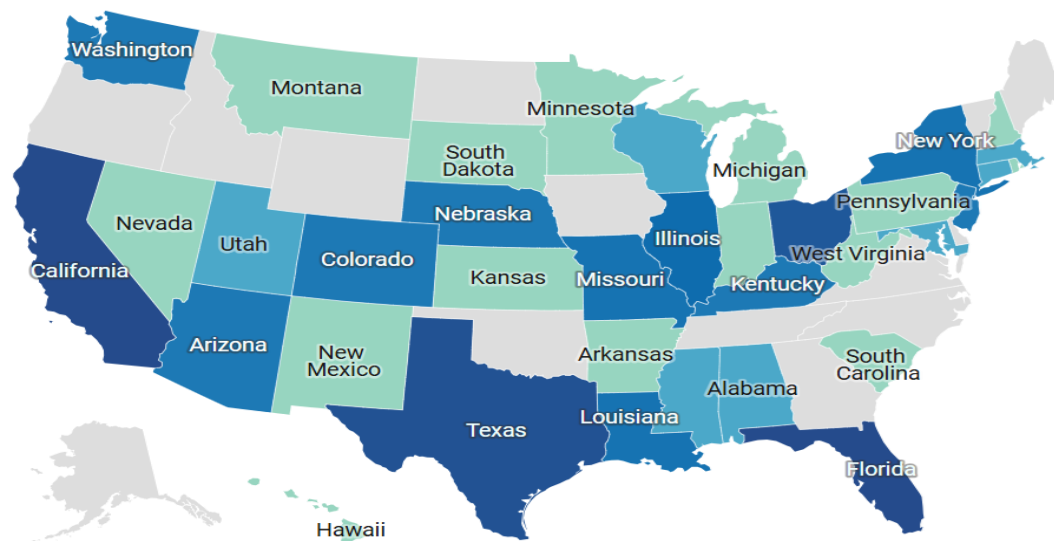 Washington
Montana
Minnesota
New York
South
Dakota
Michigan
Pennsylvania
Nebraska
Nevada
Utah
Illinois
West Virginia
Colorado
California
Kansas
Missouri
Kentucky
Arizona
New
Mexico
Arkansas
South
Carolina
Alabama
Louisiana
Texas
Florida
Hawaii